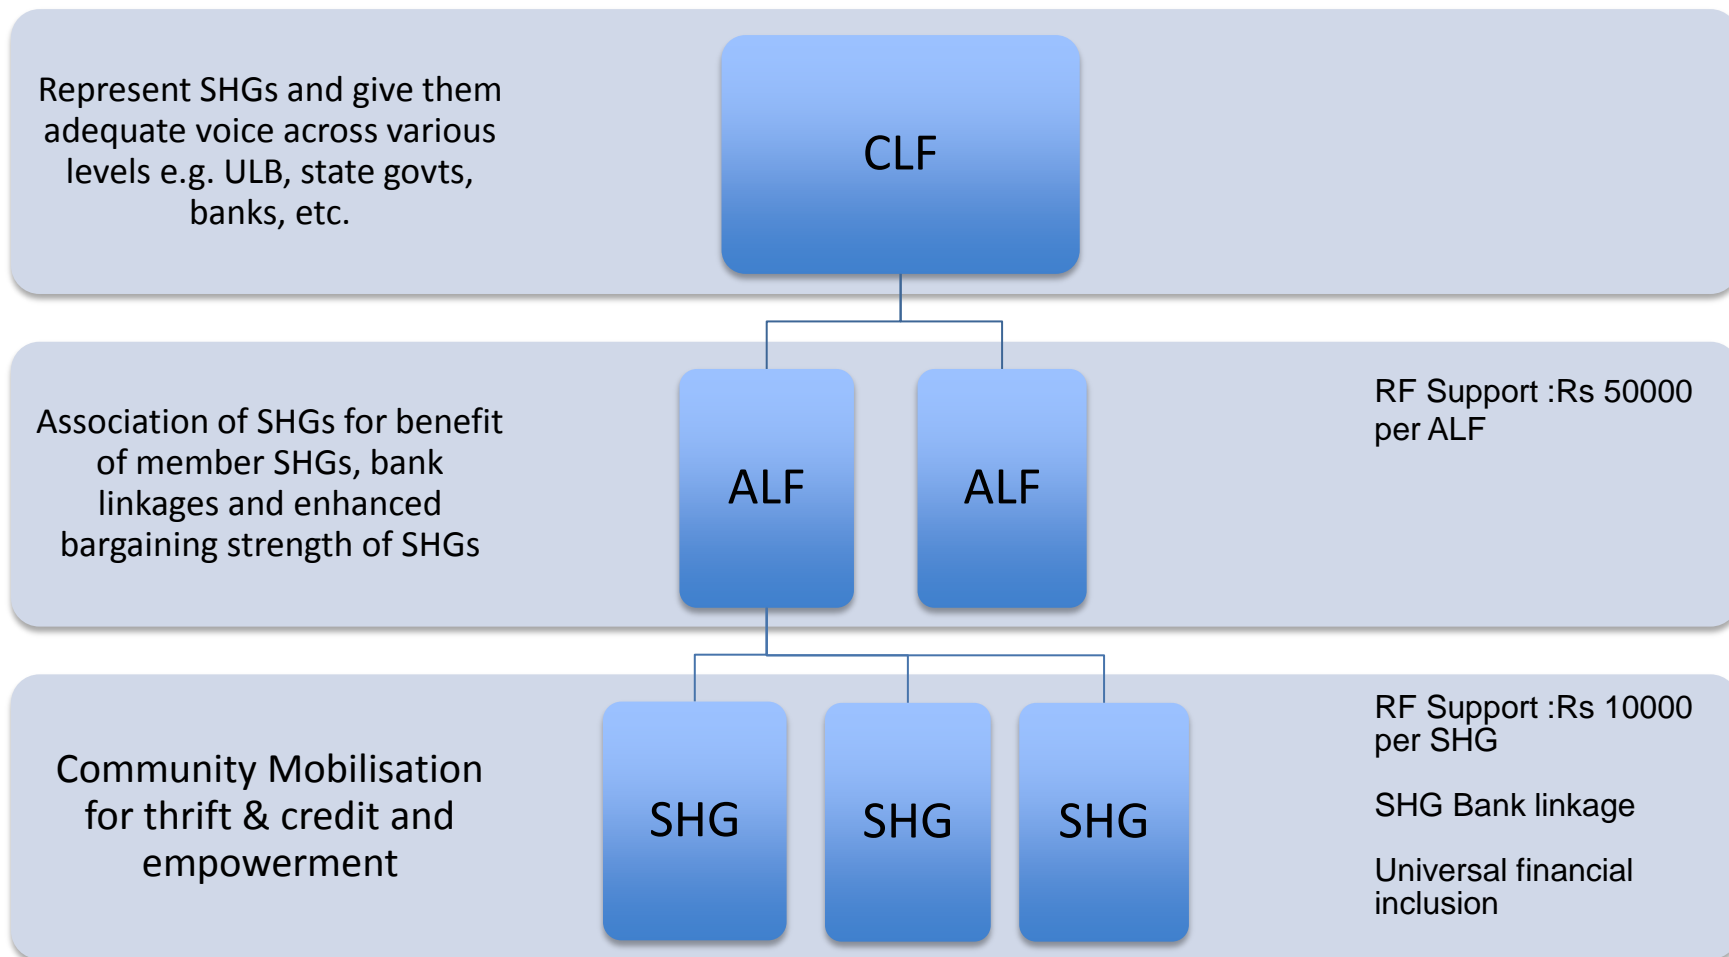 Represent SHGs and give them
adequate voice across various
levels e.g. ULB, state govts,
banks, etc.
CLF
Association of SHGs for benefit
of member SHGs, bank
linkages and enhanced
bargaining strength of SHGs
ALF
ALF
RF Support :Rs 50000
per ALF
Community Mobilisation
for thrift & credit and
empowerment
SHG
SHG
SHG
RF Support :Rs 10000
per SHG
SHG Bank linkage
Universal financial
inclusion